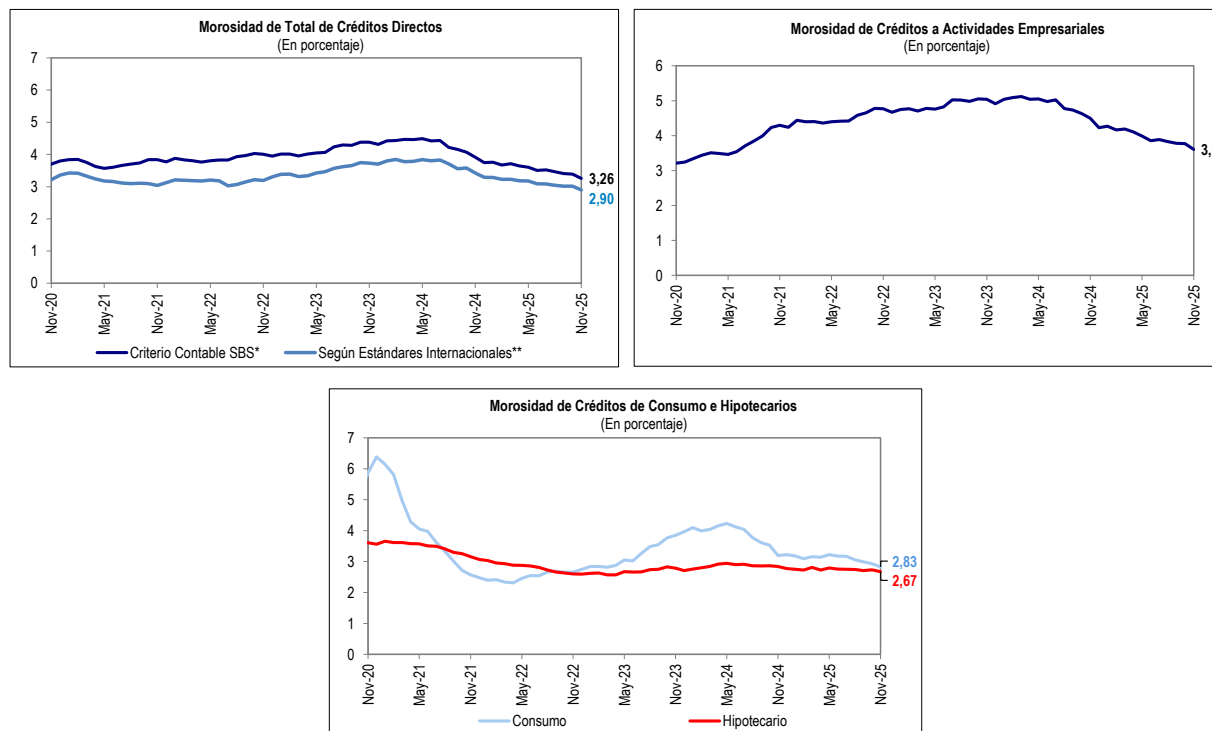 Morosidad de Total de Créditos Directos
(En porcentaje)
7
6
5
4
3
2
1
0
3,26
2,90
Nov-20
May-21
Nov-21
May-22
Nov-22
May-23
Nov-23
May-24
Nov-24
May-25
Nov-25
Criterio Contable SBS*
Según Estándares Internacionales**
Morosidad de Créditos a Actividades Empresariales
(En porcentaje)
6
5
4
3
2
1
0
3,
Nov-20
May-21
Nov-21
May-22
Nov-22
May-23
Nov-23
May-24
Nov-24
May-25
Nov-25
Morosidad de Créditos de Consumo e Hipotecarios
(En porcentaje)
7
6
5
4
3
2
1
0
2,83
2,67
Nov-20
May-21
Nov-21
May-22
Nov-22
May-23
Nov-23
May-24
Nov-24
May-25
Nov-25
Consumo
Hipotecario